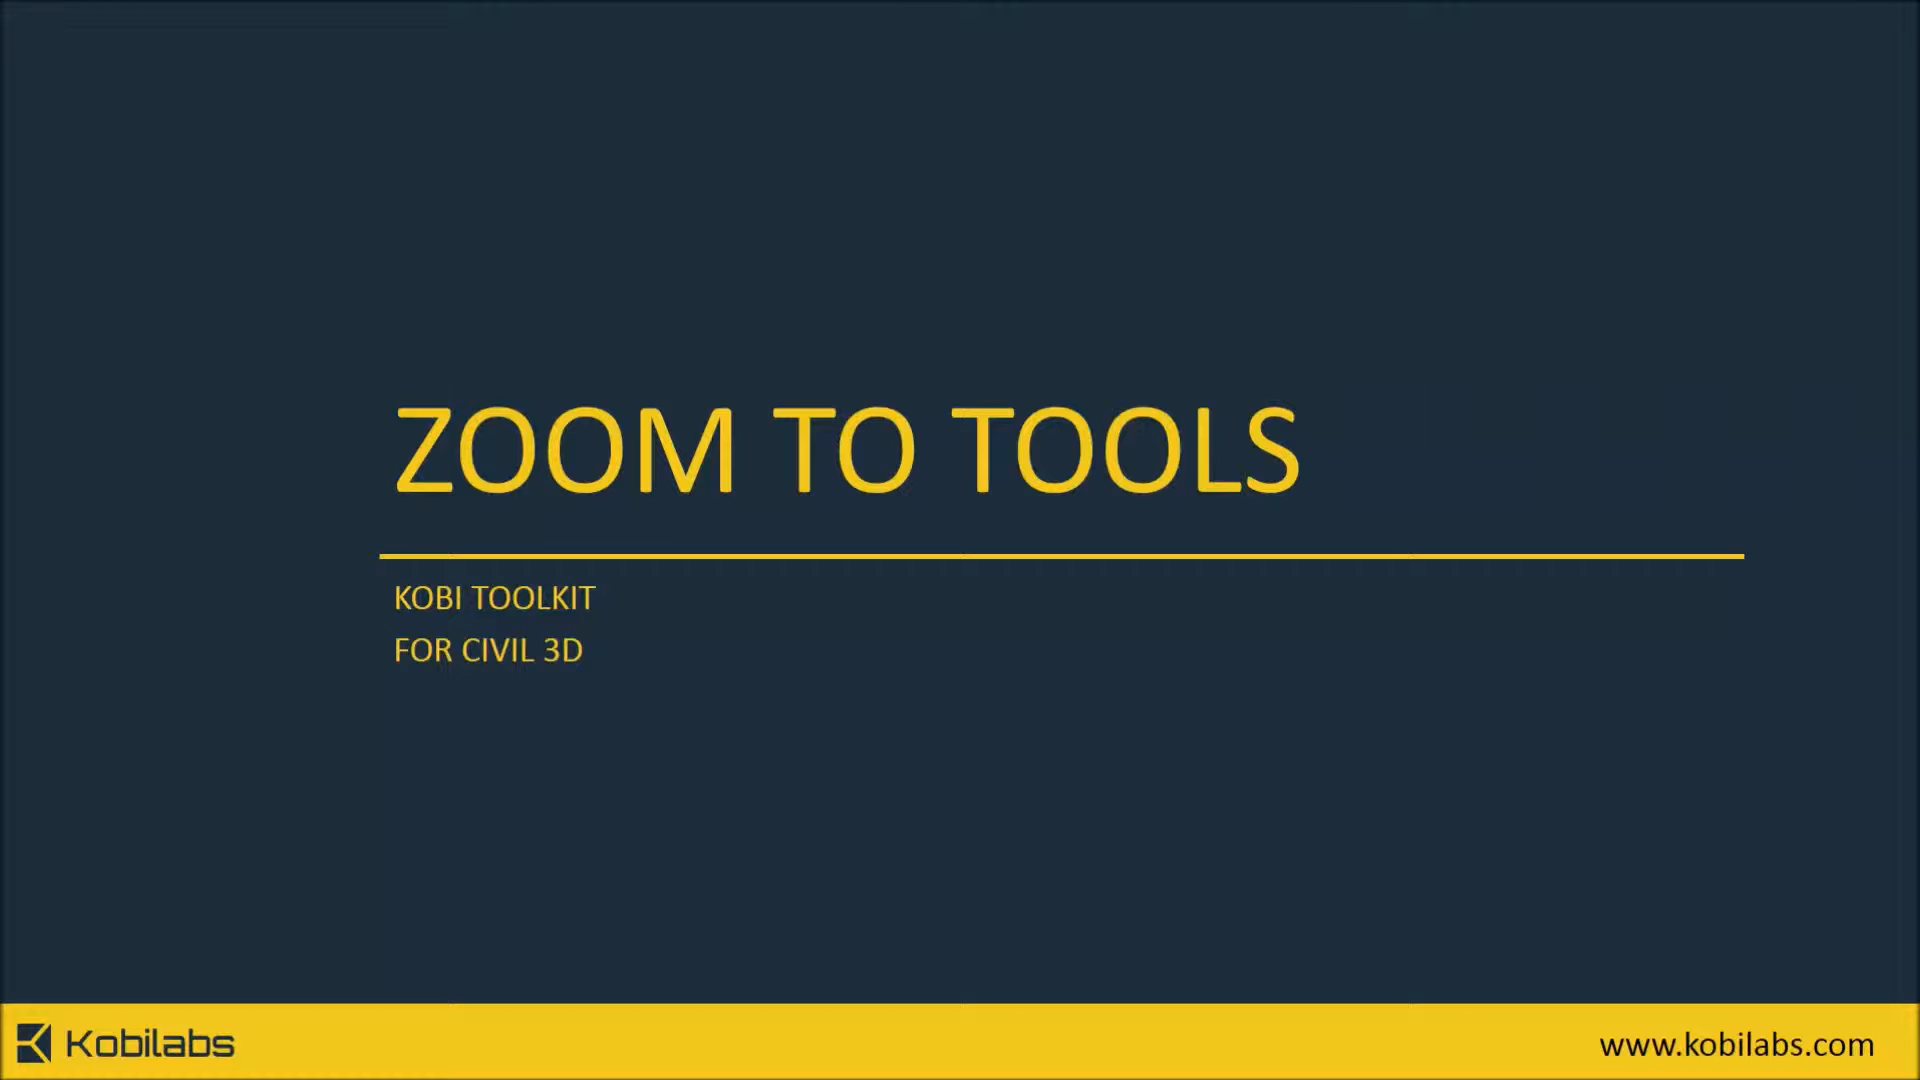 ZOOM TO TOOLS
KOBI TOOLKIT
FOR CIVIL 3D
Kobilabs
www.kobilabs.com